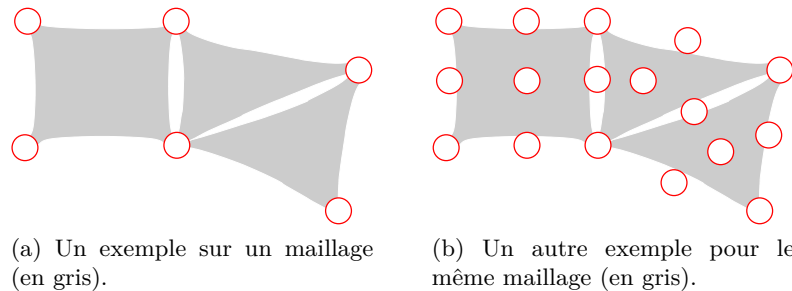 (a) Un exemple sur un maillage
(en gris).
(b) Un autre exemple pour le
même maillage (en gris).